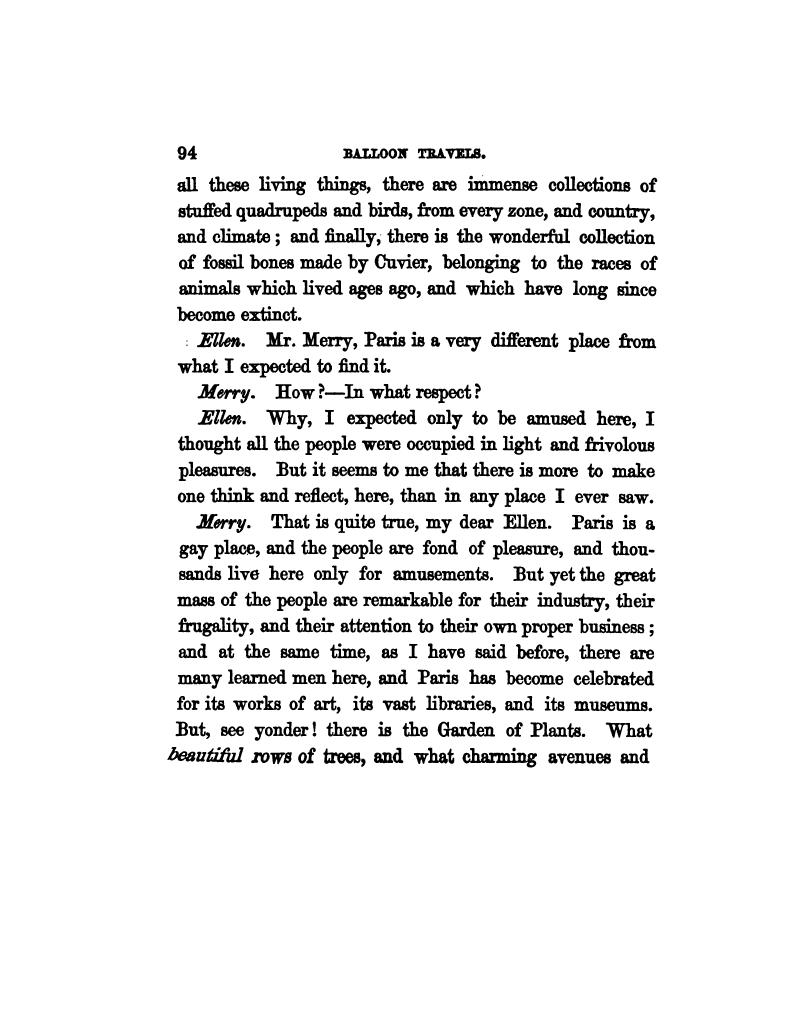 94 BALLOON TRAVELS.
all these living things, there are immense collections of
stuffed quadrupeds and birds, from every zone, and country,
and climate ; and finally, there is the wonderful collection
of fossil bones made by Cuvier, belonging to the races of
animals which lived ages ago, and which have long since
become extinct.
Ellen. Mr. Merry, Paris is a very different place from
what I expected to find it.
Merry. How ?—In what respect ?
Ellen. Why, I expected only to be amused here, I
thought all the people were occupied in light and frivolous
pleasures. But it seems to me that there is more to make
one think and reflect, here, than in any place I ever saw.
Merry. That is quite true, my dear Ellen. Paris is a
gay place, and the people are fond of pleasure, and thou-
sands live here only for amusements. But yet the great
mass of the people are remarkable for their industry, their
frugality, and their attention to their own proper business ;
and at the same time, as I have said before, there are
many learned men here, and Paris has become celebrated
for its works of art, its vast libraries, and its museums.
But, see yonder! there is the Garden of Plants. What
beautiful rows of trees, and what charming avenues and